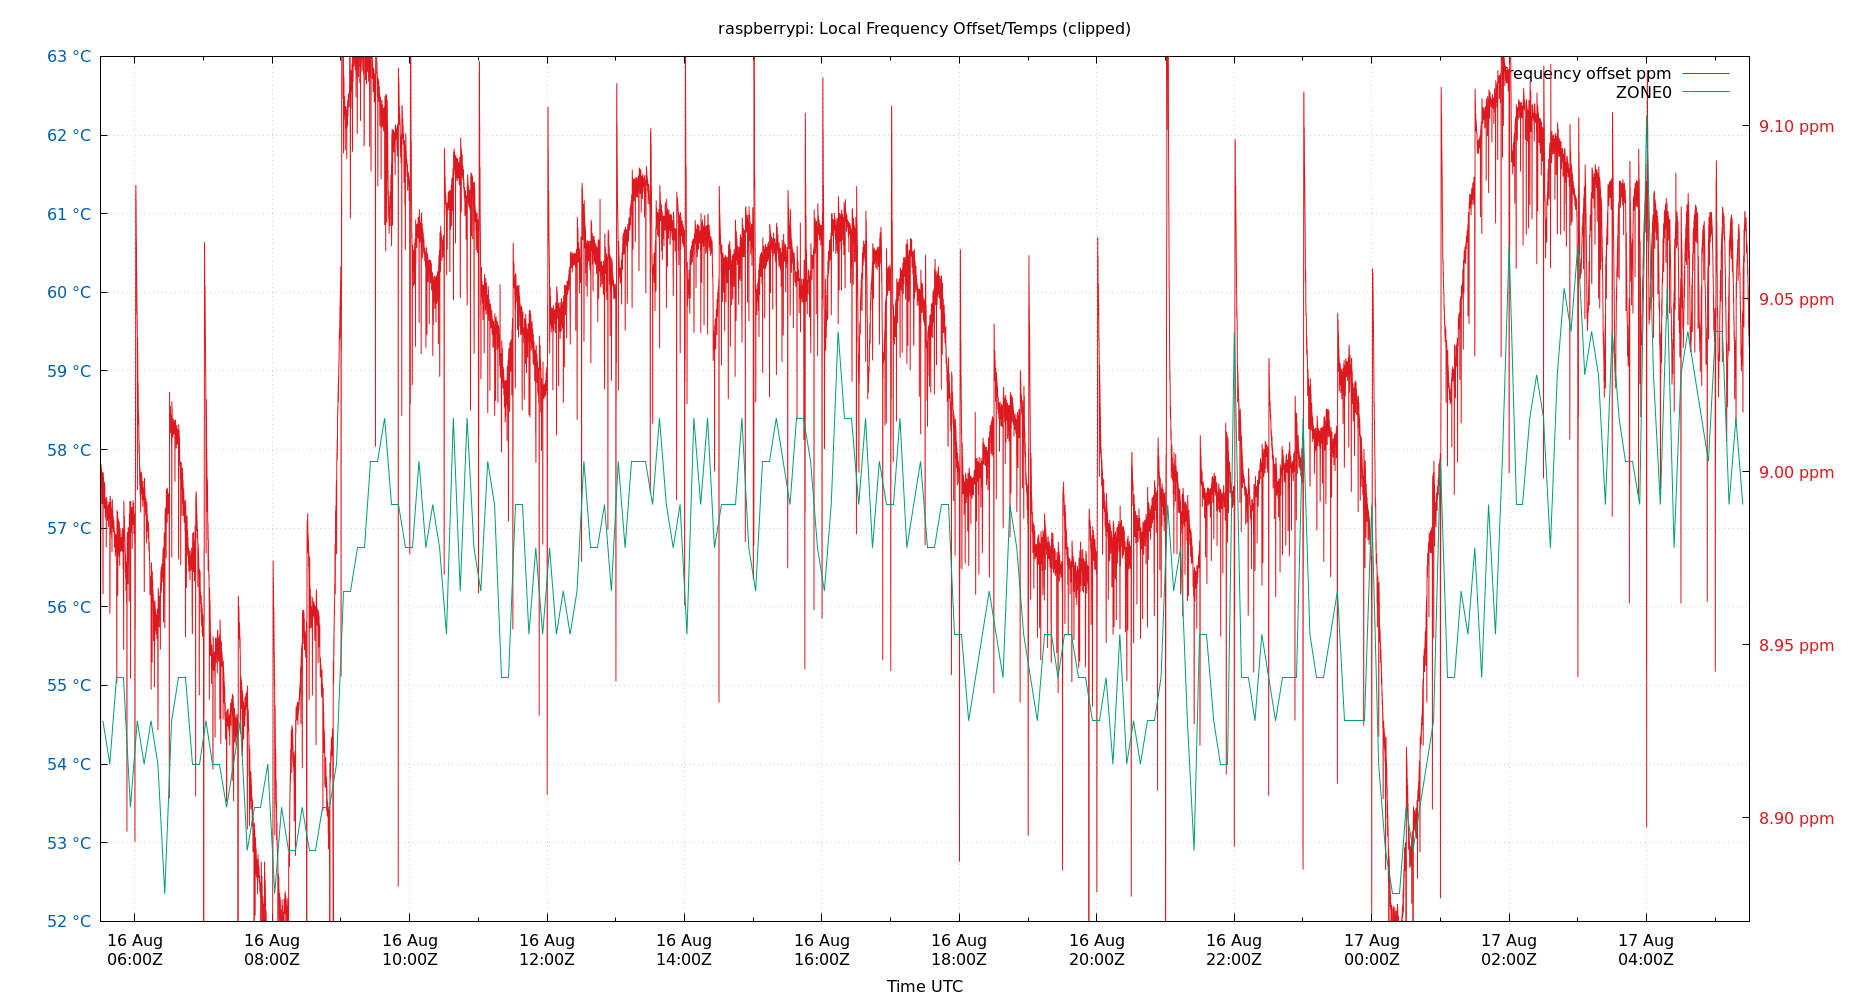 raspberrypi: Local Frequency Offset/Temps (clipped)
63 °C
62 °C
61 °C
60 °C
59 °C
58 °C
57 °C
56 °C
55 °C
54 °C
53 °C
52 °C
frequency offset ppm
ZONE0
9.10 ppm
9.05 ppm
9.00 ppm
8.95 ppm
8.90 ppm
16 Aug
06:00Z
16 Aug
08:00Z
16 Aug
10:00Z
16 Aug
12:00Z
16 Aug
14:00Z
16 Aug
16:00Z
16 Aug
18:00Z
16 Aug
20:00Z
16 Aug
22:00Z
17 Aug
00:00Z
17 Aug
02:00Z
17 Aug
04:00Z
Time UTC